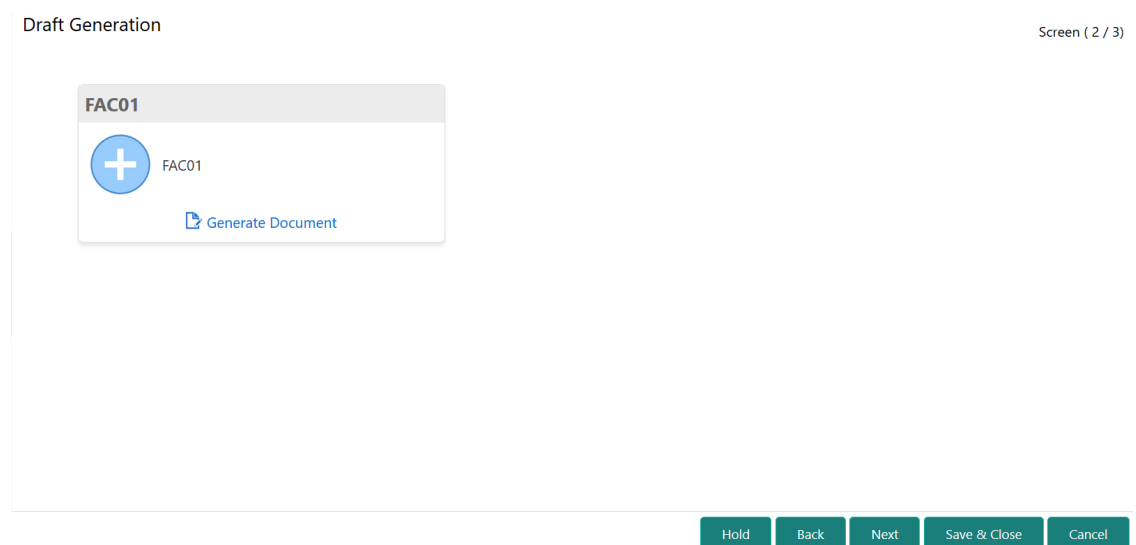 Draft Generation
Screen ( 2 / 3)
FAC01
FAC01
Generate Document
Hold Back Next Save & Close Cancel